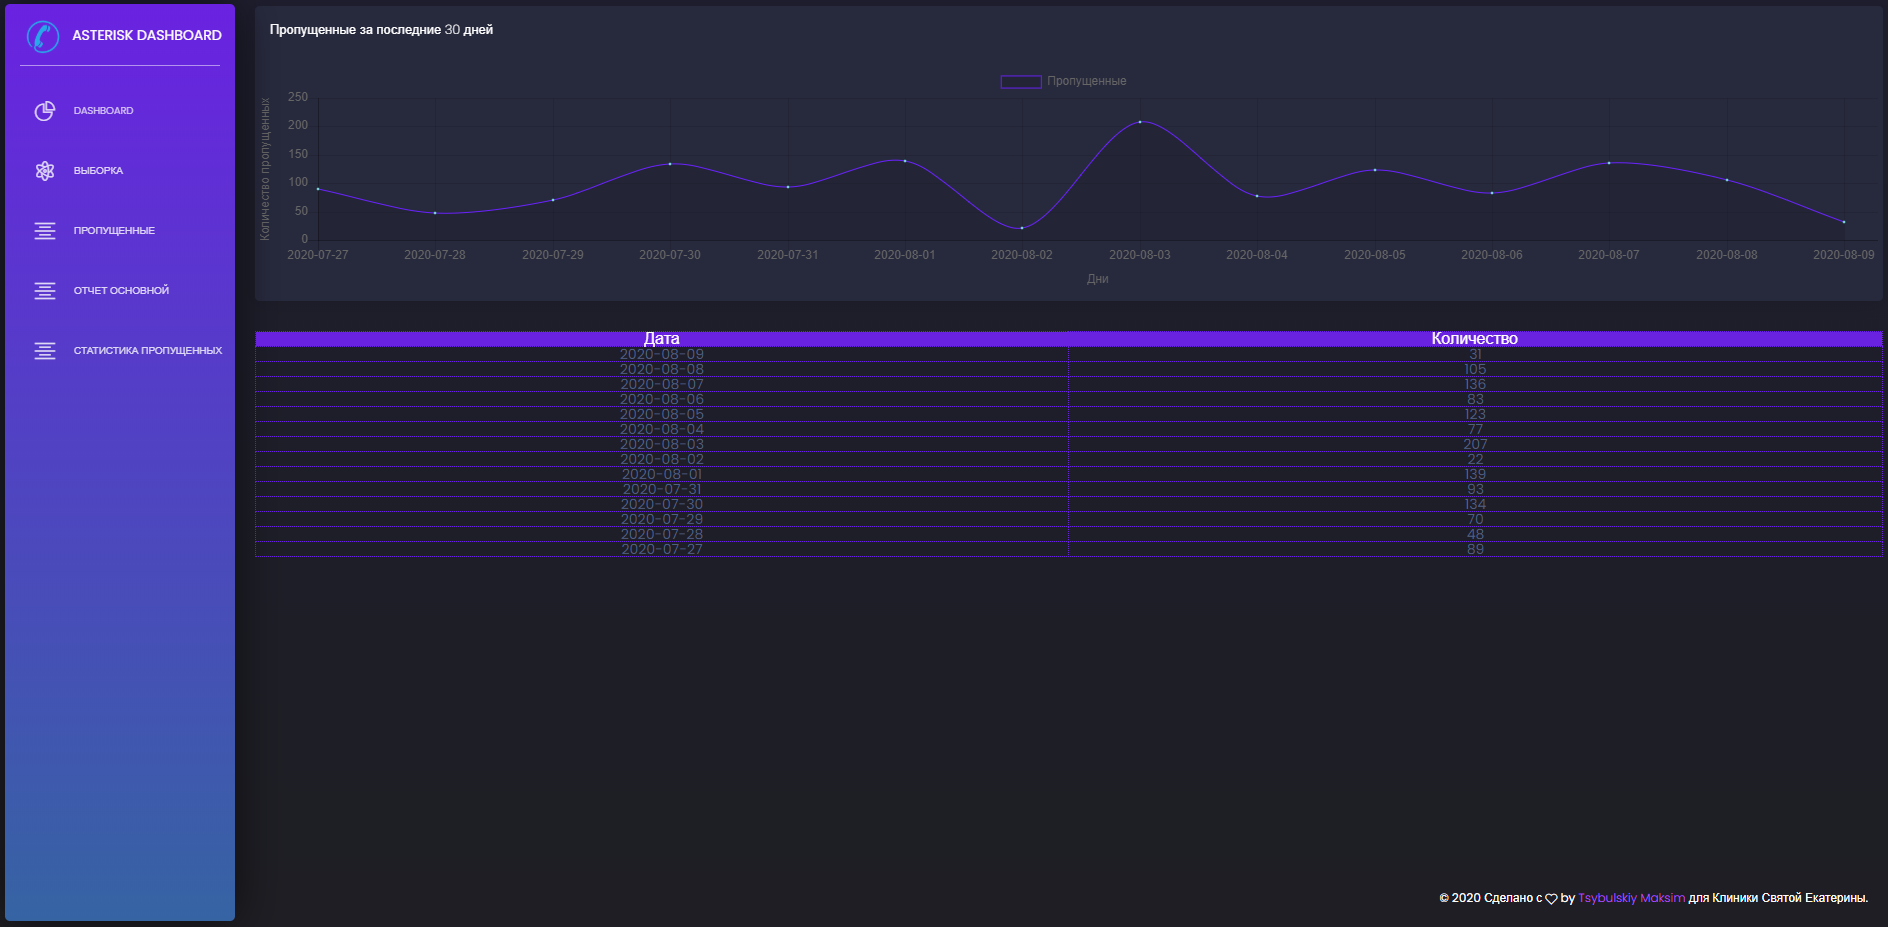 ASTERISK DASHBOARD
DASHBOARD
ВЫБОРКА
ПРОПУЩЕННЫЕ
ОТЧЕТ ОСНОВНОЙ
СТАТИСТИКА ПРОПУЩЕННЫХ
Пропущенные за последние 30 дней
Пропущенные
Количество пропущенных
250
200
150
100
50
0
2020-07-27 2020-07-28 2020-07-29 2020-07-30 2020-07-31 2020-08-01 2020-08-02 2020-08-03 2020-08-04 2020-08-05 2020-08-06 2020-08-07 2020-08-08 2020-08-09
Дни
Дата Количество
2020-08-09 31
2020-08-08 105
2020-08-07 136
2020-08-06 83
2020-08-05 123
2020-08-04 77
2020-08-03 207
2020-08-02 22
2020-08-01 139
2020-07-31 93
2020-07-30 134
2020-07-29 70
2020-07-28 48
2020-07-27 89
© 2020 Сделано с ♡ by Tsybulskiy Maksim для Клиники Святой Екатерины.